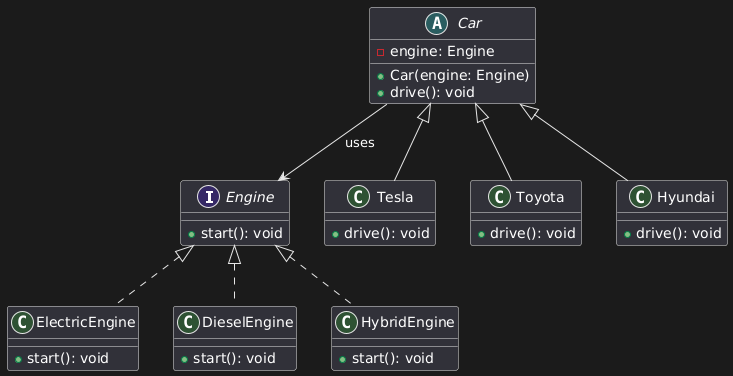 A Car
engine: Engine
Car(engine: Engine)
drive(): void
uses
I Engine
start(): void
C Tesla
drive(): void
C Toyota
drive(): void
C Hyundai
drive(): void
C ElectricEngine
start(): void
C DieselEngine
start(): void
C HybridEngine
start(): void